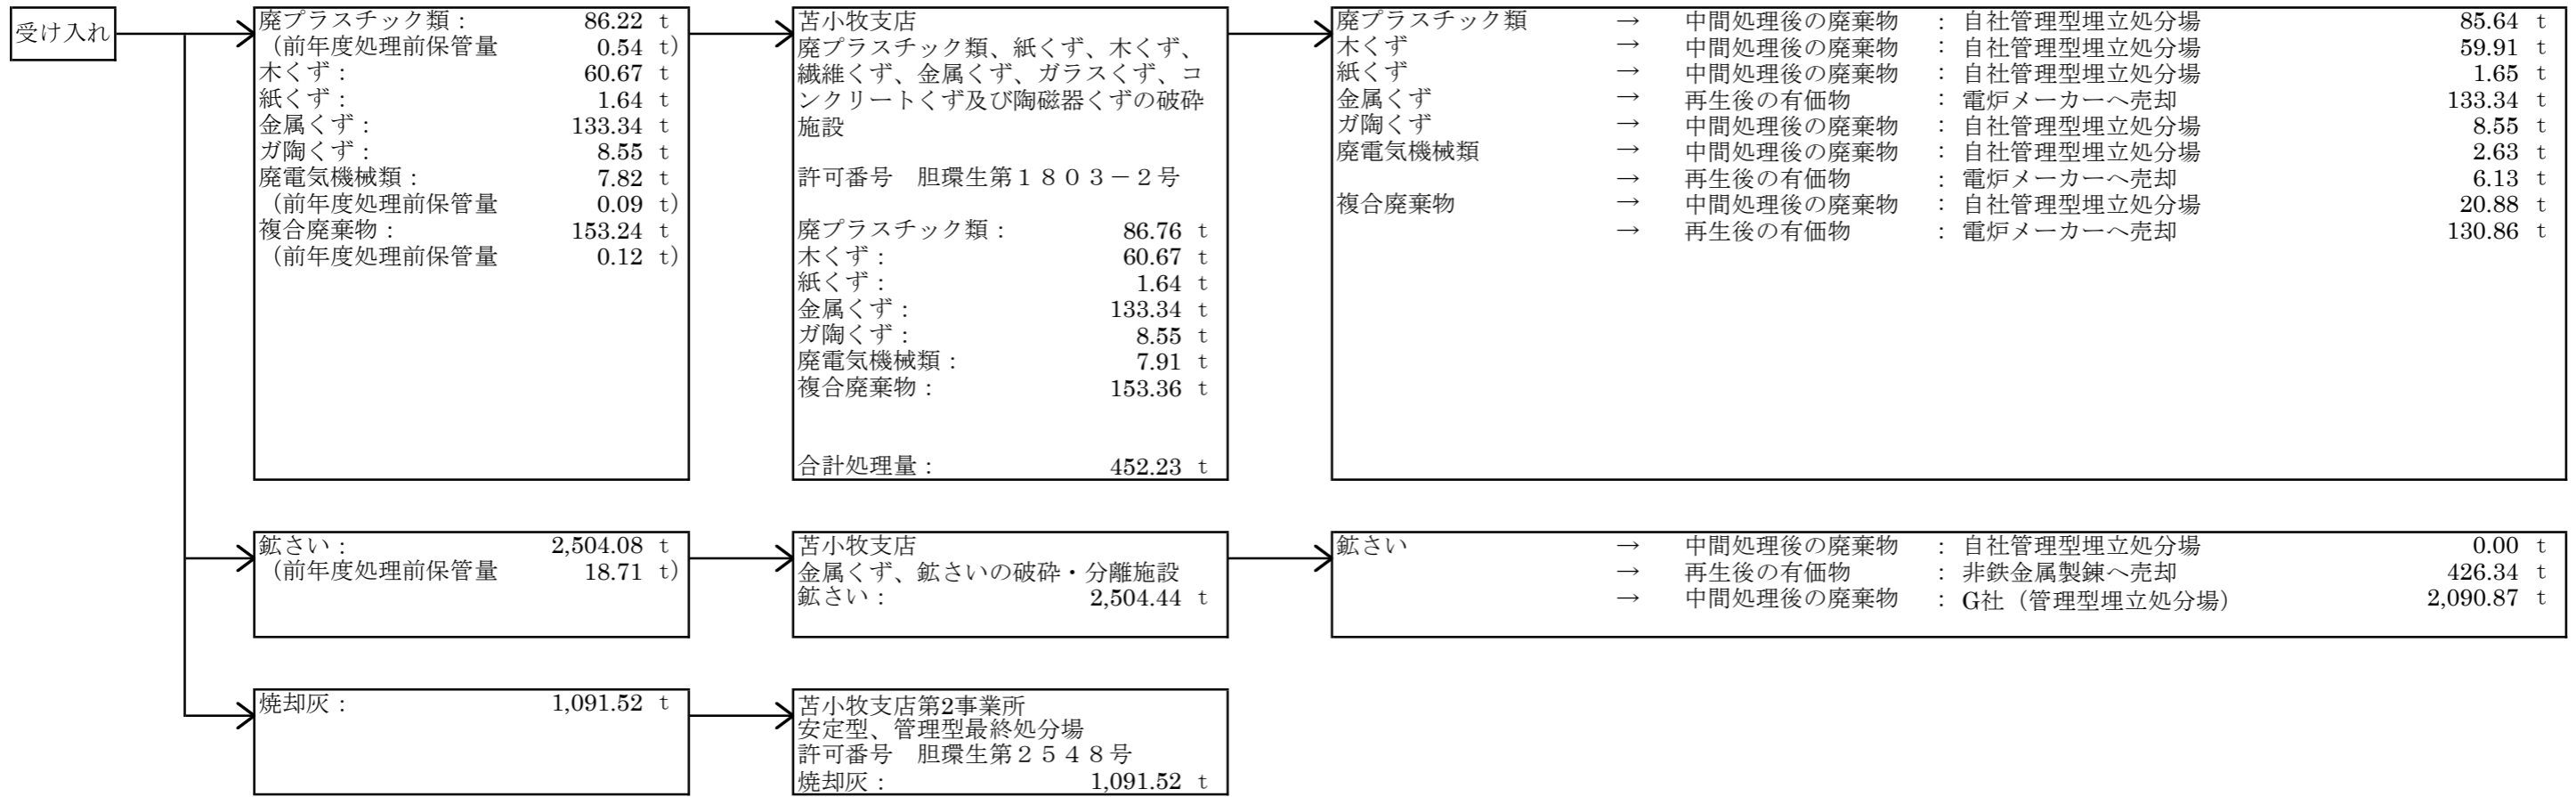 受け入れ
廃プラスチック類： 86.22 t
（前年度処理前保管量 0.54 t）
木くず： 60.67 t
紙くず： 1.64 t
金属くず： 133.34 t
ガ陶くず： 8.55 t
廃電気機械類： 7.82 t
（前年度処理前保管量 0.09 t）
複合廃棄物： 153.24 t
（前年度処理前保管量 0.12 t）
苫小牧支店
廃プラスチック類、紙くず、木くず、
繊維くず、金属くず、ガラスくず、コ
ンクリートくず及び陶磁器くずの破砕
施設
許可番号　胆環生第１８０３－２号
廃プラスチック類： 86.76 t
木くず： 60.67 t
紙くず： 1.64 t
金属くず： 133.34 t
ガ陶くず： 8.55 t
廃電気機械類： 7.91 t
複合廃棄物： 153.36 t
合計処理量： 452.23 t
廃プラスチック類 → 中間処理後の廃棄物 ： 自社管理型埋立処分場 85.64 t
木くず → 中間処理後の廃棄物 ： 自社管理型埋立処分場 59.91 t
紙くず → 中間処理後の廃棄物 ： 自社管理型埋立処分場 1.65 t
金属くず → 再生後の有価物 ： 電炉メーカーへ売却 133.34 t
ガ陶くず → 中間処理後の廃棄物 ： 自社管理型埋立処分場 8.55 t
廃電気機械類 → 中間処理後の廃棄物 ： 自社管理型埋立処分場 2.63 t
→ 再生後の有価物 ： 電炉メーカーへ売却 6.13 t
複合廃棄物 → 中間処理後の廃棄物 ： 自社管理型埋立処分場 20.88 t
→ 再生後の有価物 ： 電炉メーカーへ売却 130.86 t
鉱さい： 2,504.08 t
（前年度処理前保管量 18.71 t）
苫小牧支店
金属くず、鉱さいの破砕・分離施設
鉱さい： 2,504.44 t
鉱さい → 中間処理後の廃棄物 ： 自社管理型埋立処分場 0.00 t
→ 再生後の有価物 ： 非鉄金属製錬へ売却 426.34 t
→ 中間処理後の廃棄物 ： G社（管理型埋立処分場） 2,090.87 t
焼却灰： 1,091.52 t
苫小牧支店第2事業所
安定型、管理型最終処分場
許可番号　胆環生第２５４８号
焼却灰： 1,091.52 t